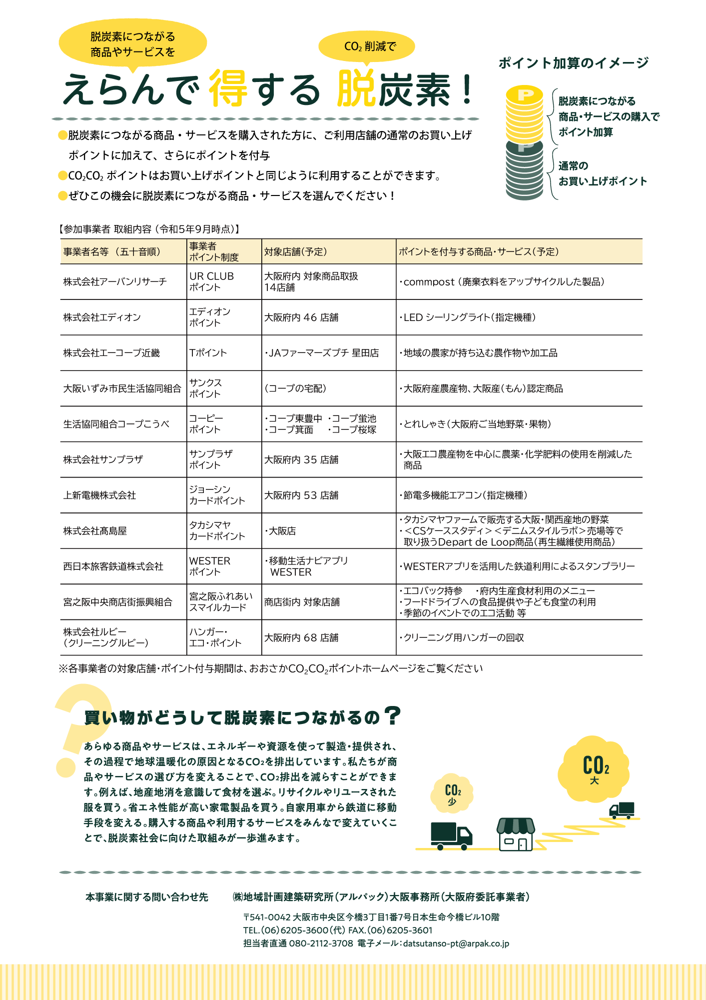 脱炭素につながる
商品やサービスを
CO₂ 削減で
えらんで 得する 脱炭素！
ポイント加算のイメージ
P
脱炭素につながる
商品・サービスの購入で
ポイント加算
P
通常の
お買い上げポイント
●脱炭素につながる商品・サービスを購入された方に、ご利用店舗の通常のお買い上げ
ポイントに加えて、さらにポイントを付与
●CO₂CO₂ ポイントはお買い上げポイントと同じように利用することができます。
●ぜひこの機会に脱炭素につながる商品・サービスを選んでください！
【参加事業者 取組内容（令和5年9月時点）】
事業者名等 （五十音順） 事業者 ポイント制度 対象店舗（予定） ポイントを付与する商品・サービス（予定）
株式会社アーバンリサーチ UR CLUB ポイント 大阪府内 対象商品取扱 14店舗 ・commpost（廃棄衣料をアップサイクルした製品）
株式会社エディオン エディオン ポイント 大阪府内 46 店舗 ・LED シーリングライト（指定機種）
株式会社エーコープ近畿 Tポイント ・JAファーマーズプチ 星田店 ・地域の農家が持ち込む農作物や加工品
大阪いずみ市民生活協同組合 サンクス ポイント （コープの宅配） ・大阪府産農産物、大阪産（もん）認定商品
生活協同組合コープこうべ コーピー ポイント ・コープ東豊中 ・コープ蛍池 ・コープ箕面 ・コープ桜塚 ・とれしゃき（大阪府ご当地野菜・果物）
株式会社サンプラザ サンプラザ ポイント 大阪府内 35 店舗 ・大阪エコ農産物を中心に農薬・化学肥料の使用を削減した 商品
上新電機株式会社 ジョーシン カードポイント 大阪府内 53 店舗 ・節電多機能エアコン（指定機種）
株式会社髙島屋 タカシマヤ カードポイント ・大阪店 ・タカシマヤファームで販売する大阪・関西産地の野菜 ・＜CSケーススタディ＞＜デニムスタイルラボ＞売場等で 取り扱うDepart de Loop商品（再生繊維使用商品）
西日本旅客鉄道株式会社 WESTER ポイント ・移動生活ナビアプリ WESTER ・WESTERアプリを活用した鉄道利用によるスタンプラリー
宮之阪中央商店街振興組合 宮之阪ふれあい スマイルカード 商店街内 対象店舗 ・エコバック持参 ・府内生産食材利用のメニュー ・フードドライブへの食品提供や子ども食堂の利用 ・季節のイベントでのエコ活動 等
株式会社ルビー （クリーニングルビー） ハンガー・ エコ・ポイント 大阪府内 68 店舗 ・クリーニング用ハンガーの回収
※各事業者の対象店舗・ポイント付与期間は、おおさかCO₂CO₂ポイントホームページをご覧ください
?
買い物がどうして脱炭素につながるの？
あらゆる商品やサービスは、エネルギーや資源を使って製造・提供され、
その過程で地球温暖化の原因となるCO₂を排出しています。私たちが商
品やサービスの選び方を変えることで、CO₂排出を減らすことができま
す。例えば、地産地消を意識して食材を選ぶ。リサイクルやリユースされた
服を買う。省エネ性能が高い家電製品を買う。自家用車から鉄道に移動
手段を変える。購入する商品や利用するサービスをみんなで変えていくこ
とで、脱炭素社会に向けた取組みが一歩進みます。
CO₂
少
CO₂
大
本事業に関する問い合わせ先 ㈱地域計画建築研究所（アルパック）大阪事務所（大阪府委託事業者）
〒541-0042 大阪市中央区今橋3丁目1番7号日本生命今橋ビル10階
TEL.（06）6205-3600（代） FAX.（06）6205-3601
担当者直通 080-2112-3708 電子メール：datsutanso-pt@arpak.co.jp